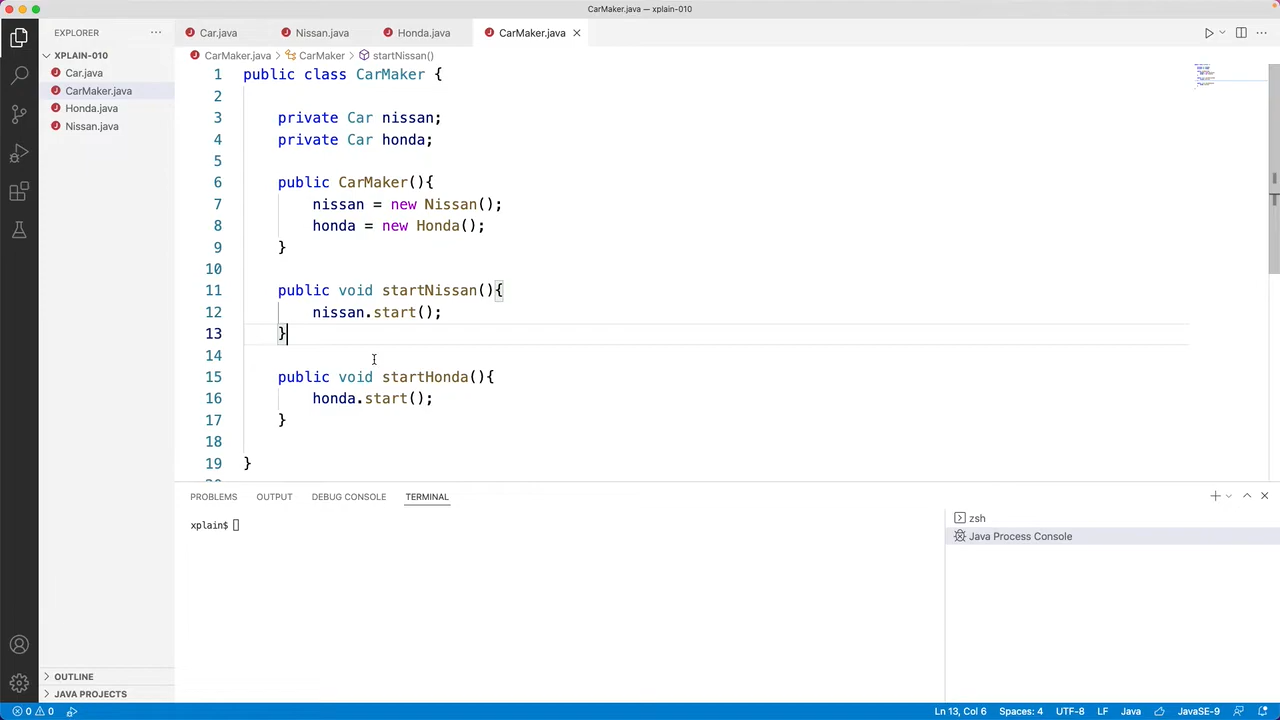 CarMaker.java — xplain-010
EXPLORER
Car.java
Nissan.java
Honda.java
CarMaker.java
XPLAIN-010
Car.java
CarMaker.java
Honda.java
Nissan.java
CarMaker.java > CarMaker > startNissan()
1 public class CarMaker {
2
3 private Car nissan;
4 private Car honda;
5
6 public CarMaker(){
7 nissan = new Nissan();
8 honda = new Honda();
9 }
10
11 public void startNissan(){
12 nissan.start();
13 }
14
15 public void startHonda(){
16 honda.start();
17 }
18
19 }
PROBLEMS OUTPUT DEBUG CONSOLE TERMINAL
xplain$
zsh
Java Process Console
OUTLINE
JAVA PROJECTS
0 0
Ln 13, Col 6 Spaces: 4 UTF-8 LF Java JavaSE-9